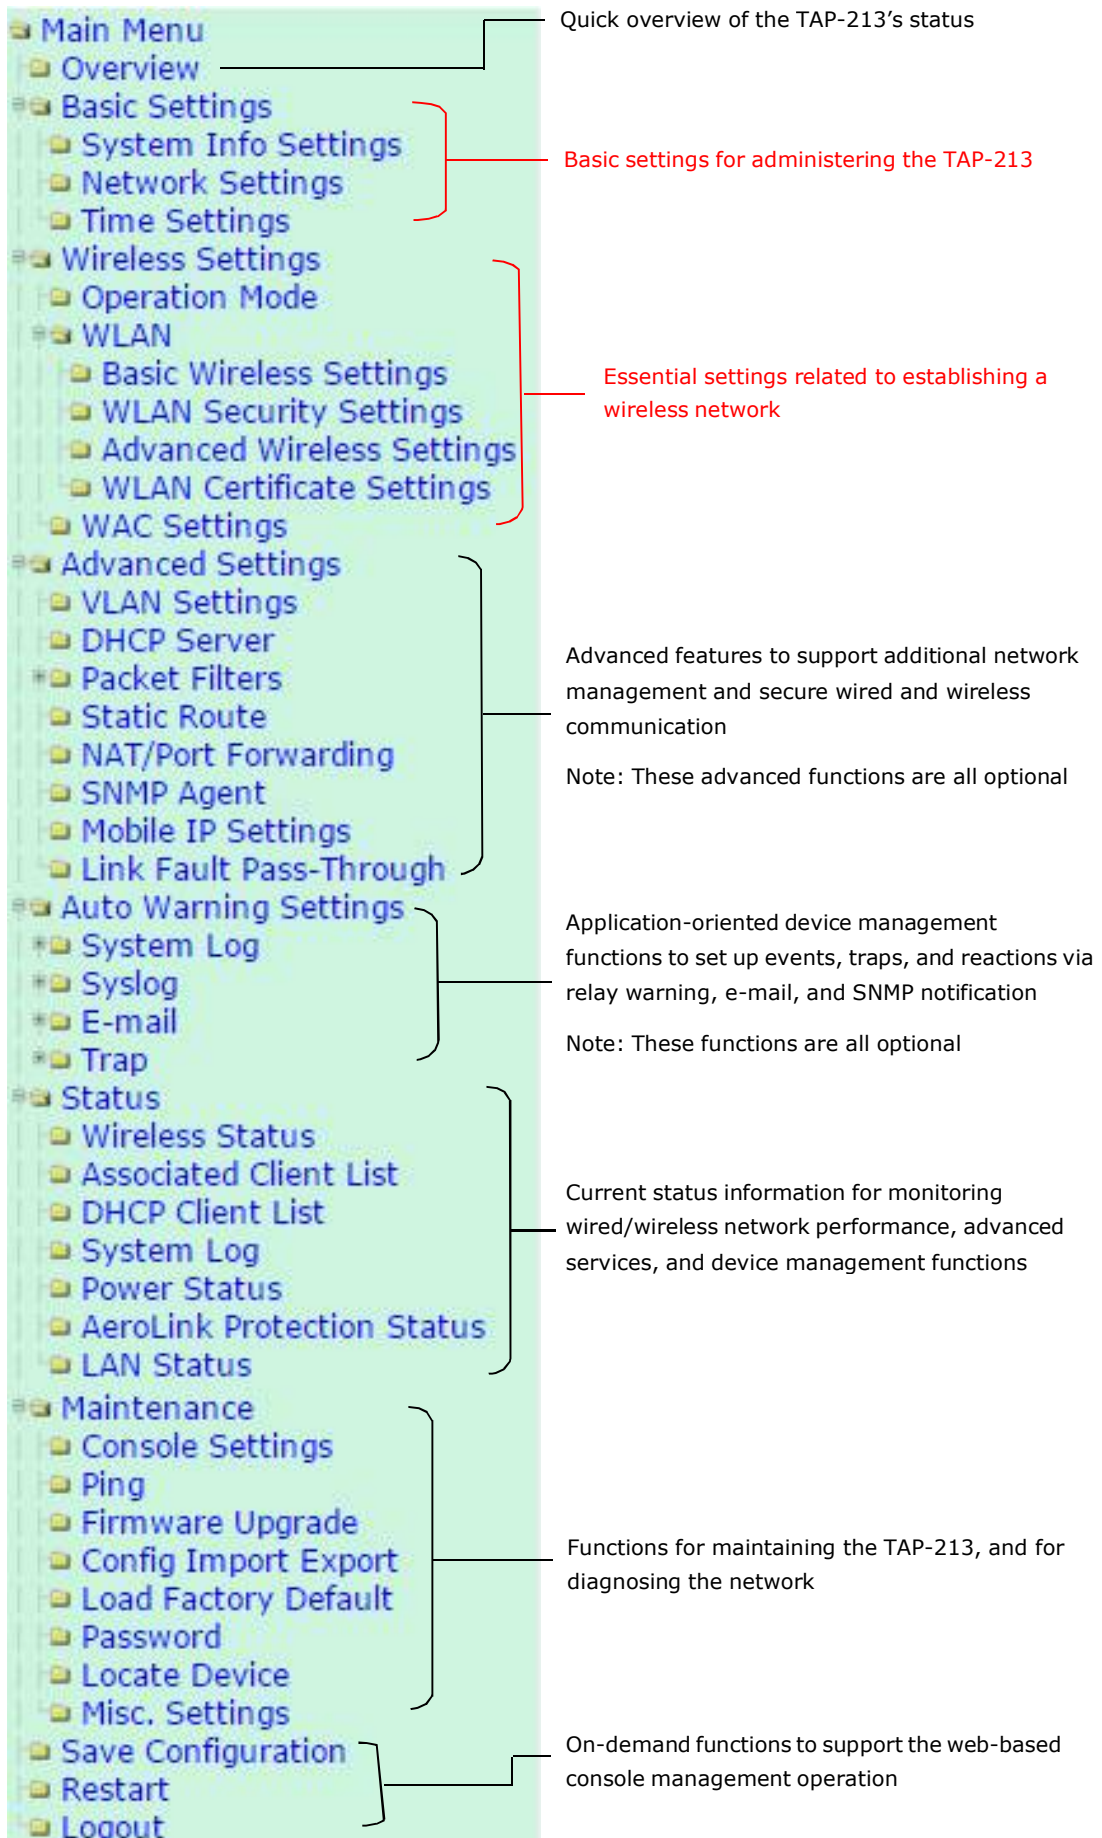 Main Menu
Quick overview of the TAP-213’s status
Overview
Basic Settings
System Info Settings
Network Settings
Time Settings
Basic settings for administering the TAP-213
Wireless Settings
Operation Mode
WLAN
Basic Wireless Settings
WLAN Security Settings
Advanced Wireless Settings
WLAN Certificate Settings
WAC Settings
Essential settings related to establishing a
wireless network
Advanced Settings
VLAN Settings
DHCP Server
Packet Filters
Static Route
NAT/Port Forwarding
SNMP Agent
Mobile IP Settings
Link Fault Pass-Through
Advanced features to support additional network
management and secure wired and wireless
communication
Note: These advanced functions are all optional
Auto Warning Settings
System Log
Syslog
E-mail
Trap
Application-oriented device management
functions to set up events, traps, and reactions via
relay warning, e-mail, and SNMP notification
Note: These functions are all optional
Status
Wireless Status
Associated Client List
DHCP Client List
System Log
Power Status
AeroLink Protection Status
LAN Status
Current status information for monitoring
wired/wireless network performance, advanced
services, and device management functions
Maintenance
Console Settings
Ping
Firmware Upgrade
Config Import Export
Load Factory Default
Password
Locate Device
Misc. Settings
Functions for maintaining the TAP-213, and for
diagnosing the network
Save Configuration
Restart
Logout
On-demand functions to support the web-based
console management operation